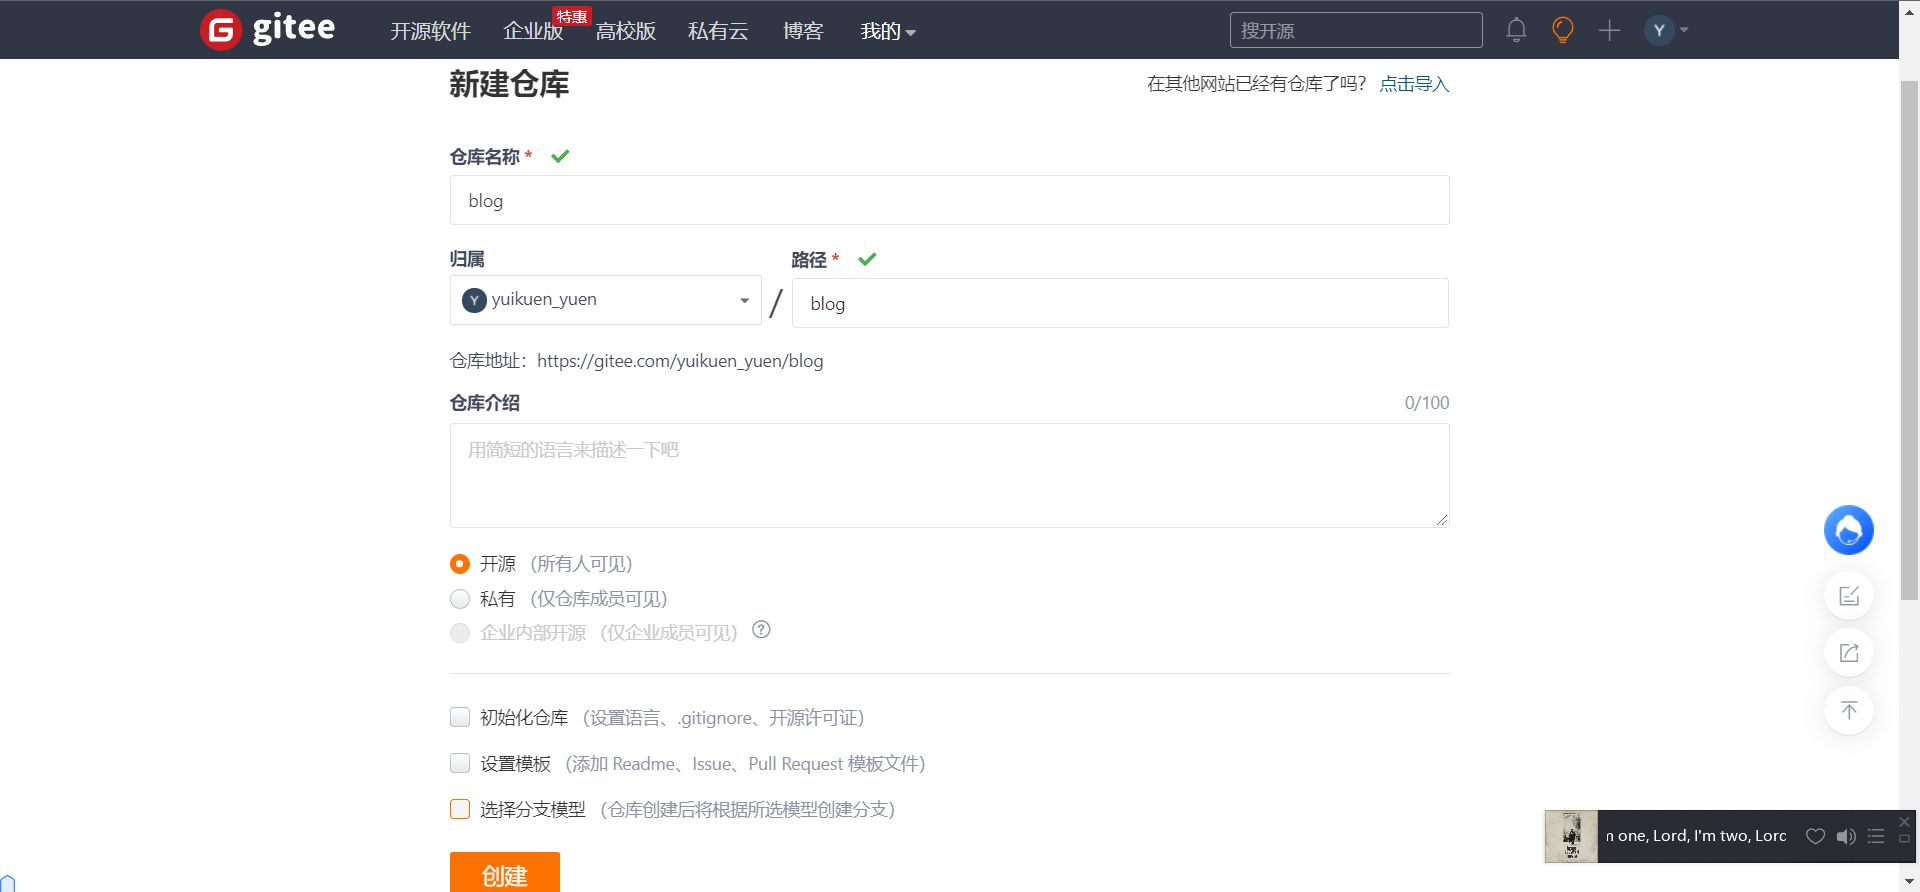 gitee 开源软件 企业版 特惠 高校版 私有云 博客 我的 搜开源 Y
新建仓库 在其他网站已经有仓库了吗? 点击导入
仓库名称 *
blog
归属 路径 *
Y yuikuen_yuen / blog
仓库地址：https://gitee.com/yuikuen_yuen/blog
仓库介绍 0/100
用简短的语言来描述一下吧
开源 （所有人可见）
私有 （仅仓库成员可见）
企业内部开源 （仅企业成员可见） ?
初始化仓库 （设置语言、.gitignore、开源许可证）
设置模板 （添加 Readme、Issue、Pull Request 模板文件）
选择分支模型 （仓库创建后将根据所选模型创建分支）
one, Lord, I'm two, Lord
创建